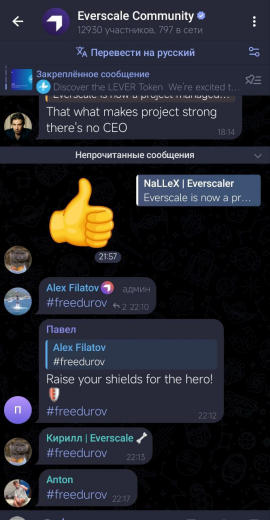 Everscale Community
12930 участников, 797 в сети
Перевести на русский
Закреплённое сообщение
Discover the LEVER Token We're excited t...
Everscale is now a project managed...
That what makes project strong
there's no CEO
18:14
Непрочитанные сообщения
NaLLeX | Everscaler
Everscale is now a pr...
21:57
Alex Filatov админ
#freedurov 2 22:10
Павел
Alex Filatov
#freedurov
Raise your shields for the hero!
П
#freedurov 22:12
Кирилл | Everscale
#freedurov 22:13
Anton
#freedurov 22:17